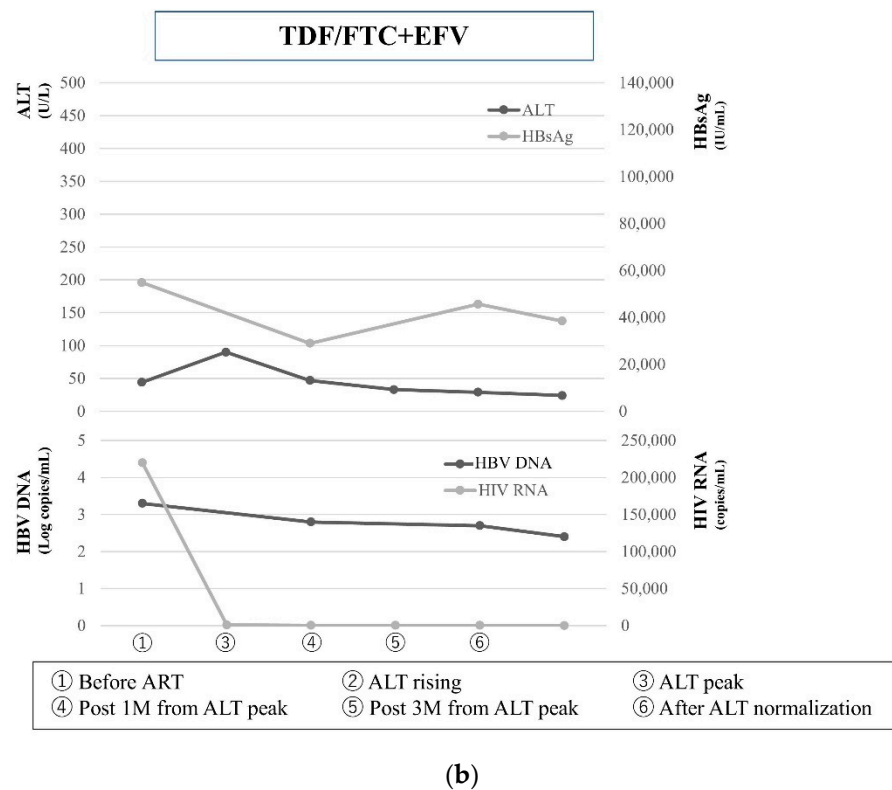 TDF/FTC+EFV
ALT
(U/L)
500
450
400
350
300
250
200
150
100
50
0
ALT
HBsAg
140,000
120,000
100,000
80,000
60,000
40,000
20,000
0
HBsAg
(IU/mL)
HBV DNA
(Log copies/mL)
5
4
3
2
1
0
HBV DNA
HIV RNA
250,000
200,000
150,000
100,000
50,000
0
HIV RNA
(copies/mL)
① ③ ④ ⑤ ⑥
① Before ART ② ALT rising ③ ALT peak
④ Post 1M from ALT peak ⑤ Post 3M from ALT peak ⑥ After ALT normalization
(b)